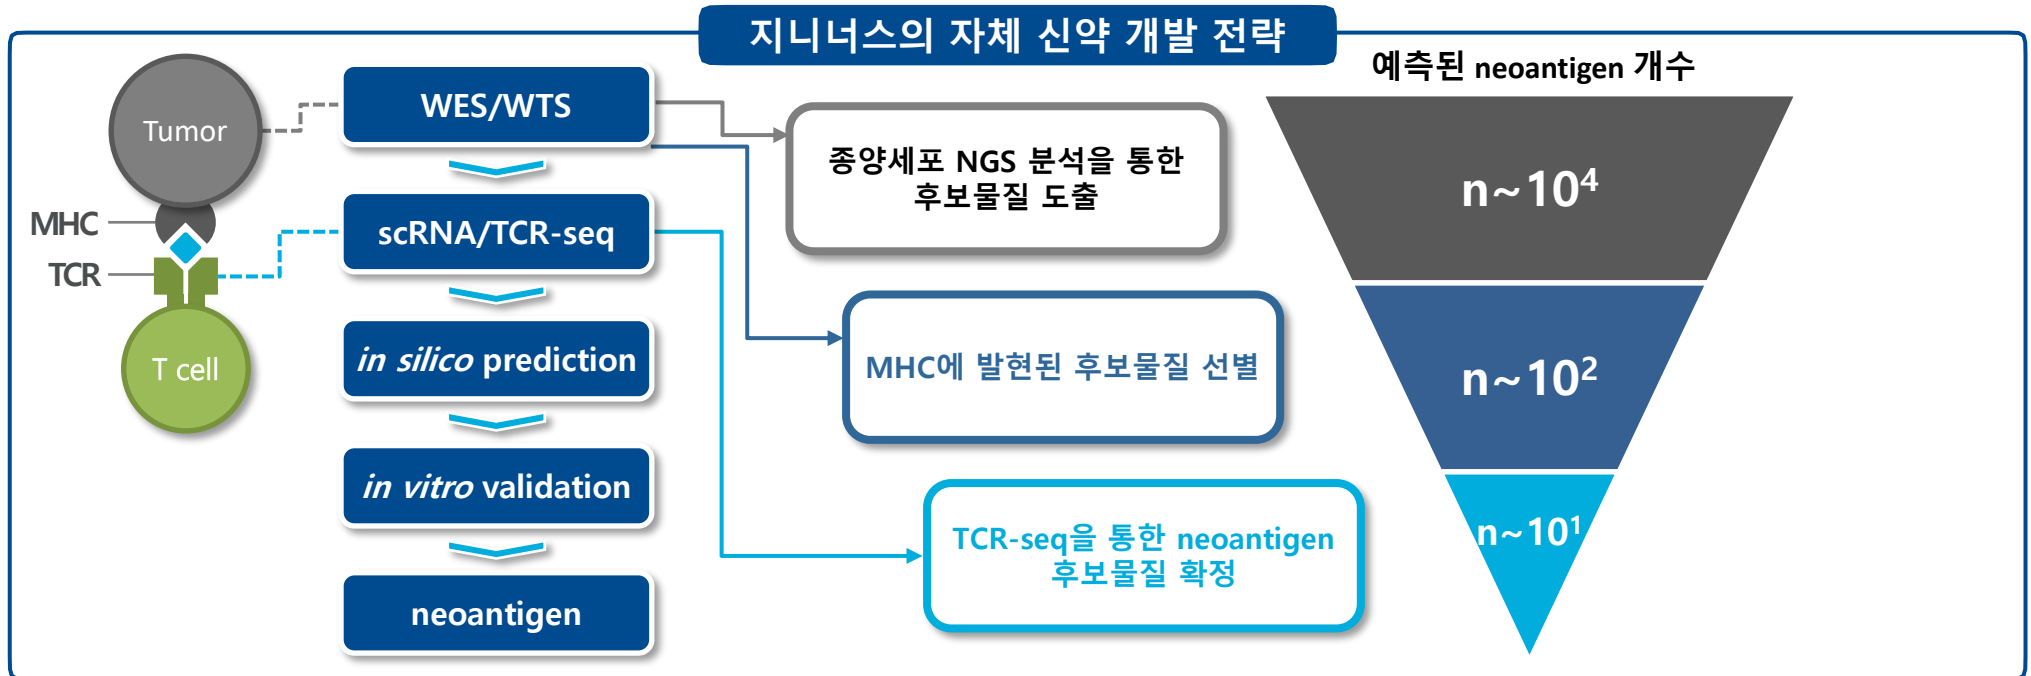 지니너스의 자체 신약 개발 전략
Tumor
MHC
TCR
T cell
WES/WTS
scRNA/TCR-seq
in silico prediction
in vitro validation
neoantigen
종양세포 NGS 분석을 통한
후보물질 도출
MHC에 발현된 후보물질 선별
TCR-seq을 통한 neoantigen
후보물질 확정
예측된 neoantigen 개수
n~10⁴
n~10²
n~10¹